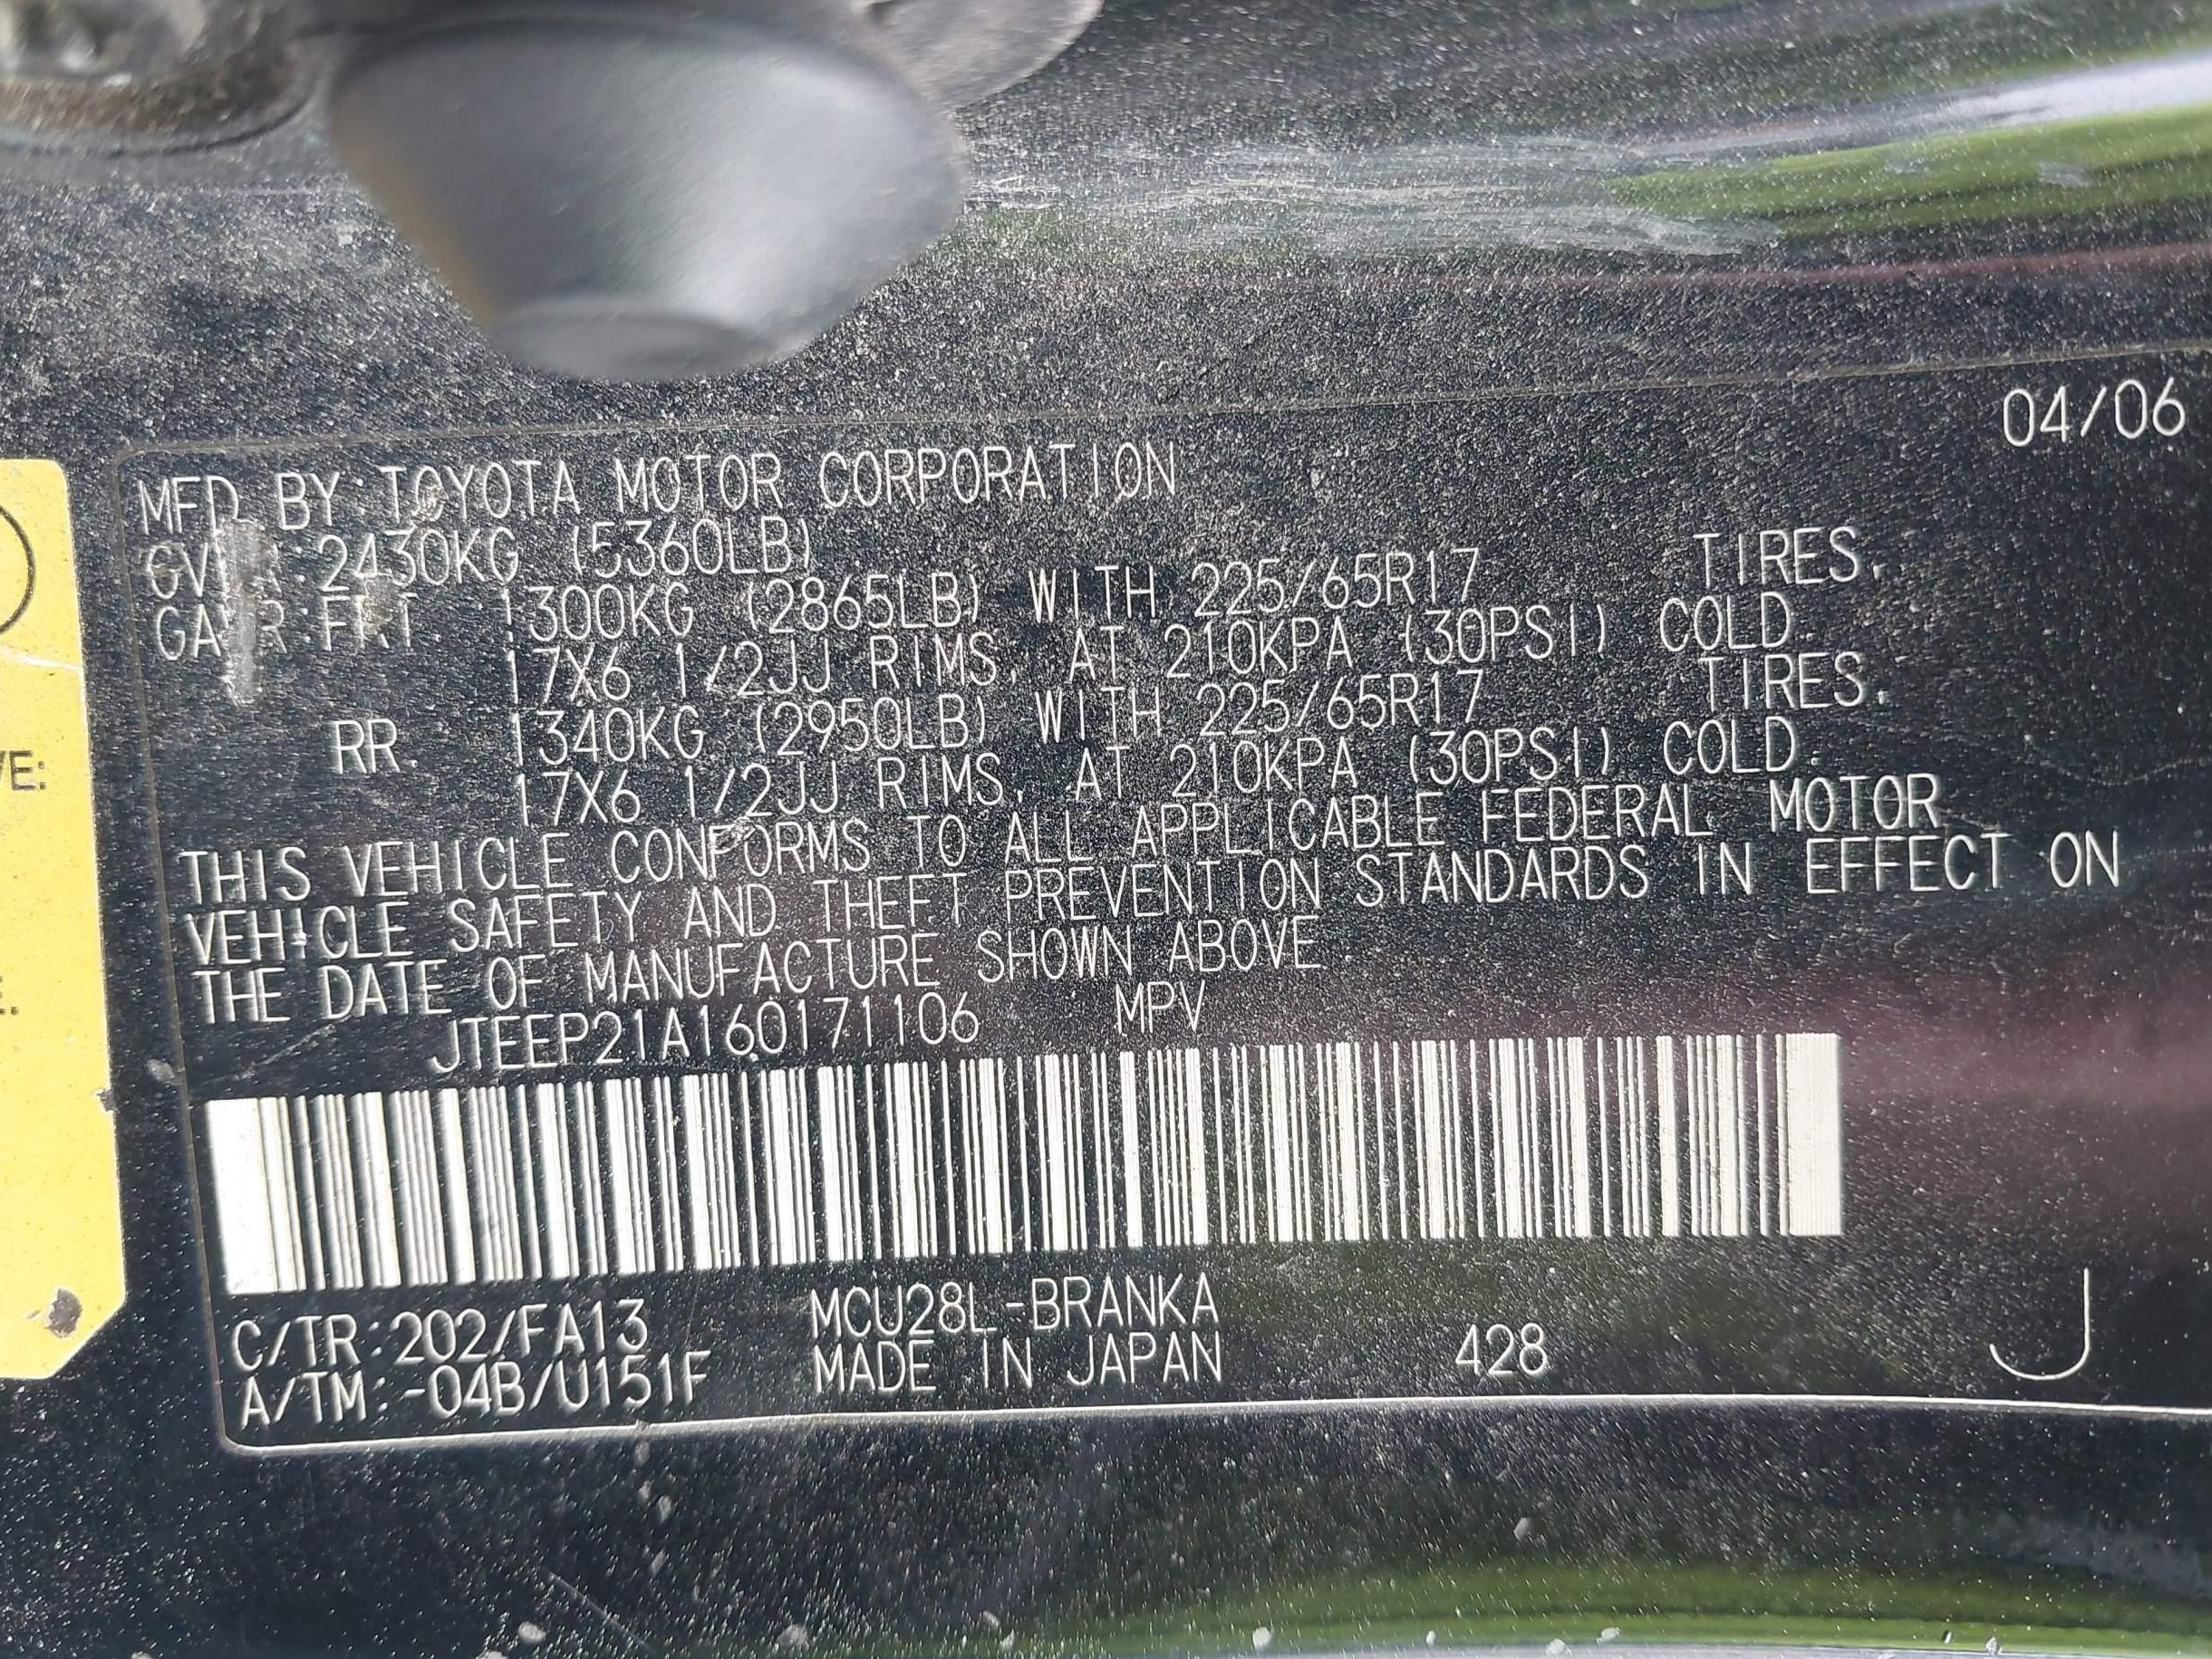 04/06
MFD BY TOYOTA MOTOR CORPORATION
2430KG (5360LB)
FRT. 1300KG (2865LB) WITH 225/65R17 TIRES,
17X6 1/2JJ RIMS, AT 210KPA (30PSI) COLD.
RR. 1340KG (2950LB) WITH 225/65R17 TIRES,
17X6 1/2JJ RIMS, AT 210KPA (30PSI) COLD.
THIS VEHICLE CONFORMS TO ALL APPLICABLE FEDERAL MOTOR
VEHICLE SAFETY AND THEFT PREVENTION STANDARDS IN EFFECT ON
THE DATE OF MANUFACTURE SHOWN ABOVE.
JTEEP21A160171106 MPV
C/TR:202/FA13 MCU28L-BRANKA
A/TM:-04B/U151F MADE IN JAPAN 428 J